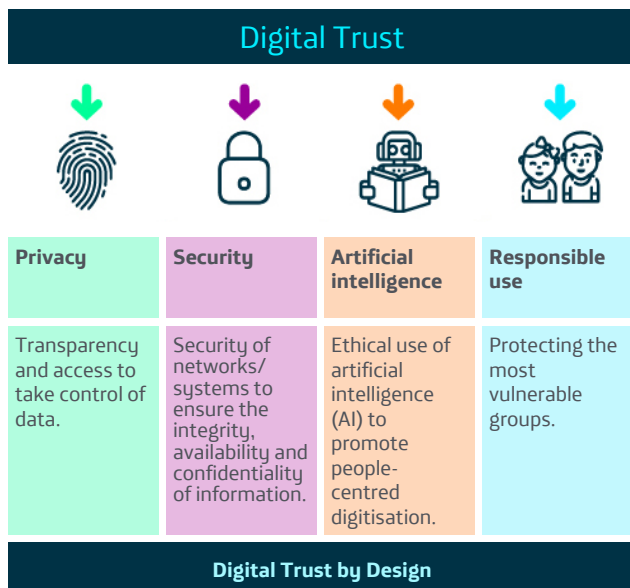 Digital Trust
Privacy
Security
Artificial
intelligence
Responsible
use
Transparency
and access to
take control of
data.
Security of
networks/
systems to
ensure the
integrity,
availability and
confidentiality
of information.
Ethical use of
artificial
intelligence
(AI) to
promote
people-
centred
digitisation.
Protecting the
most
vulnerable
groups.
Digital Trust by Design